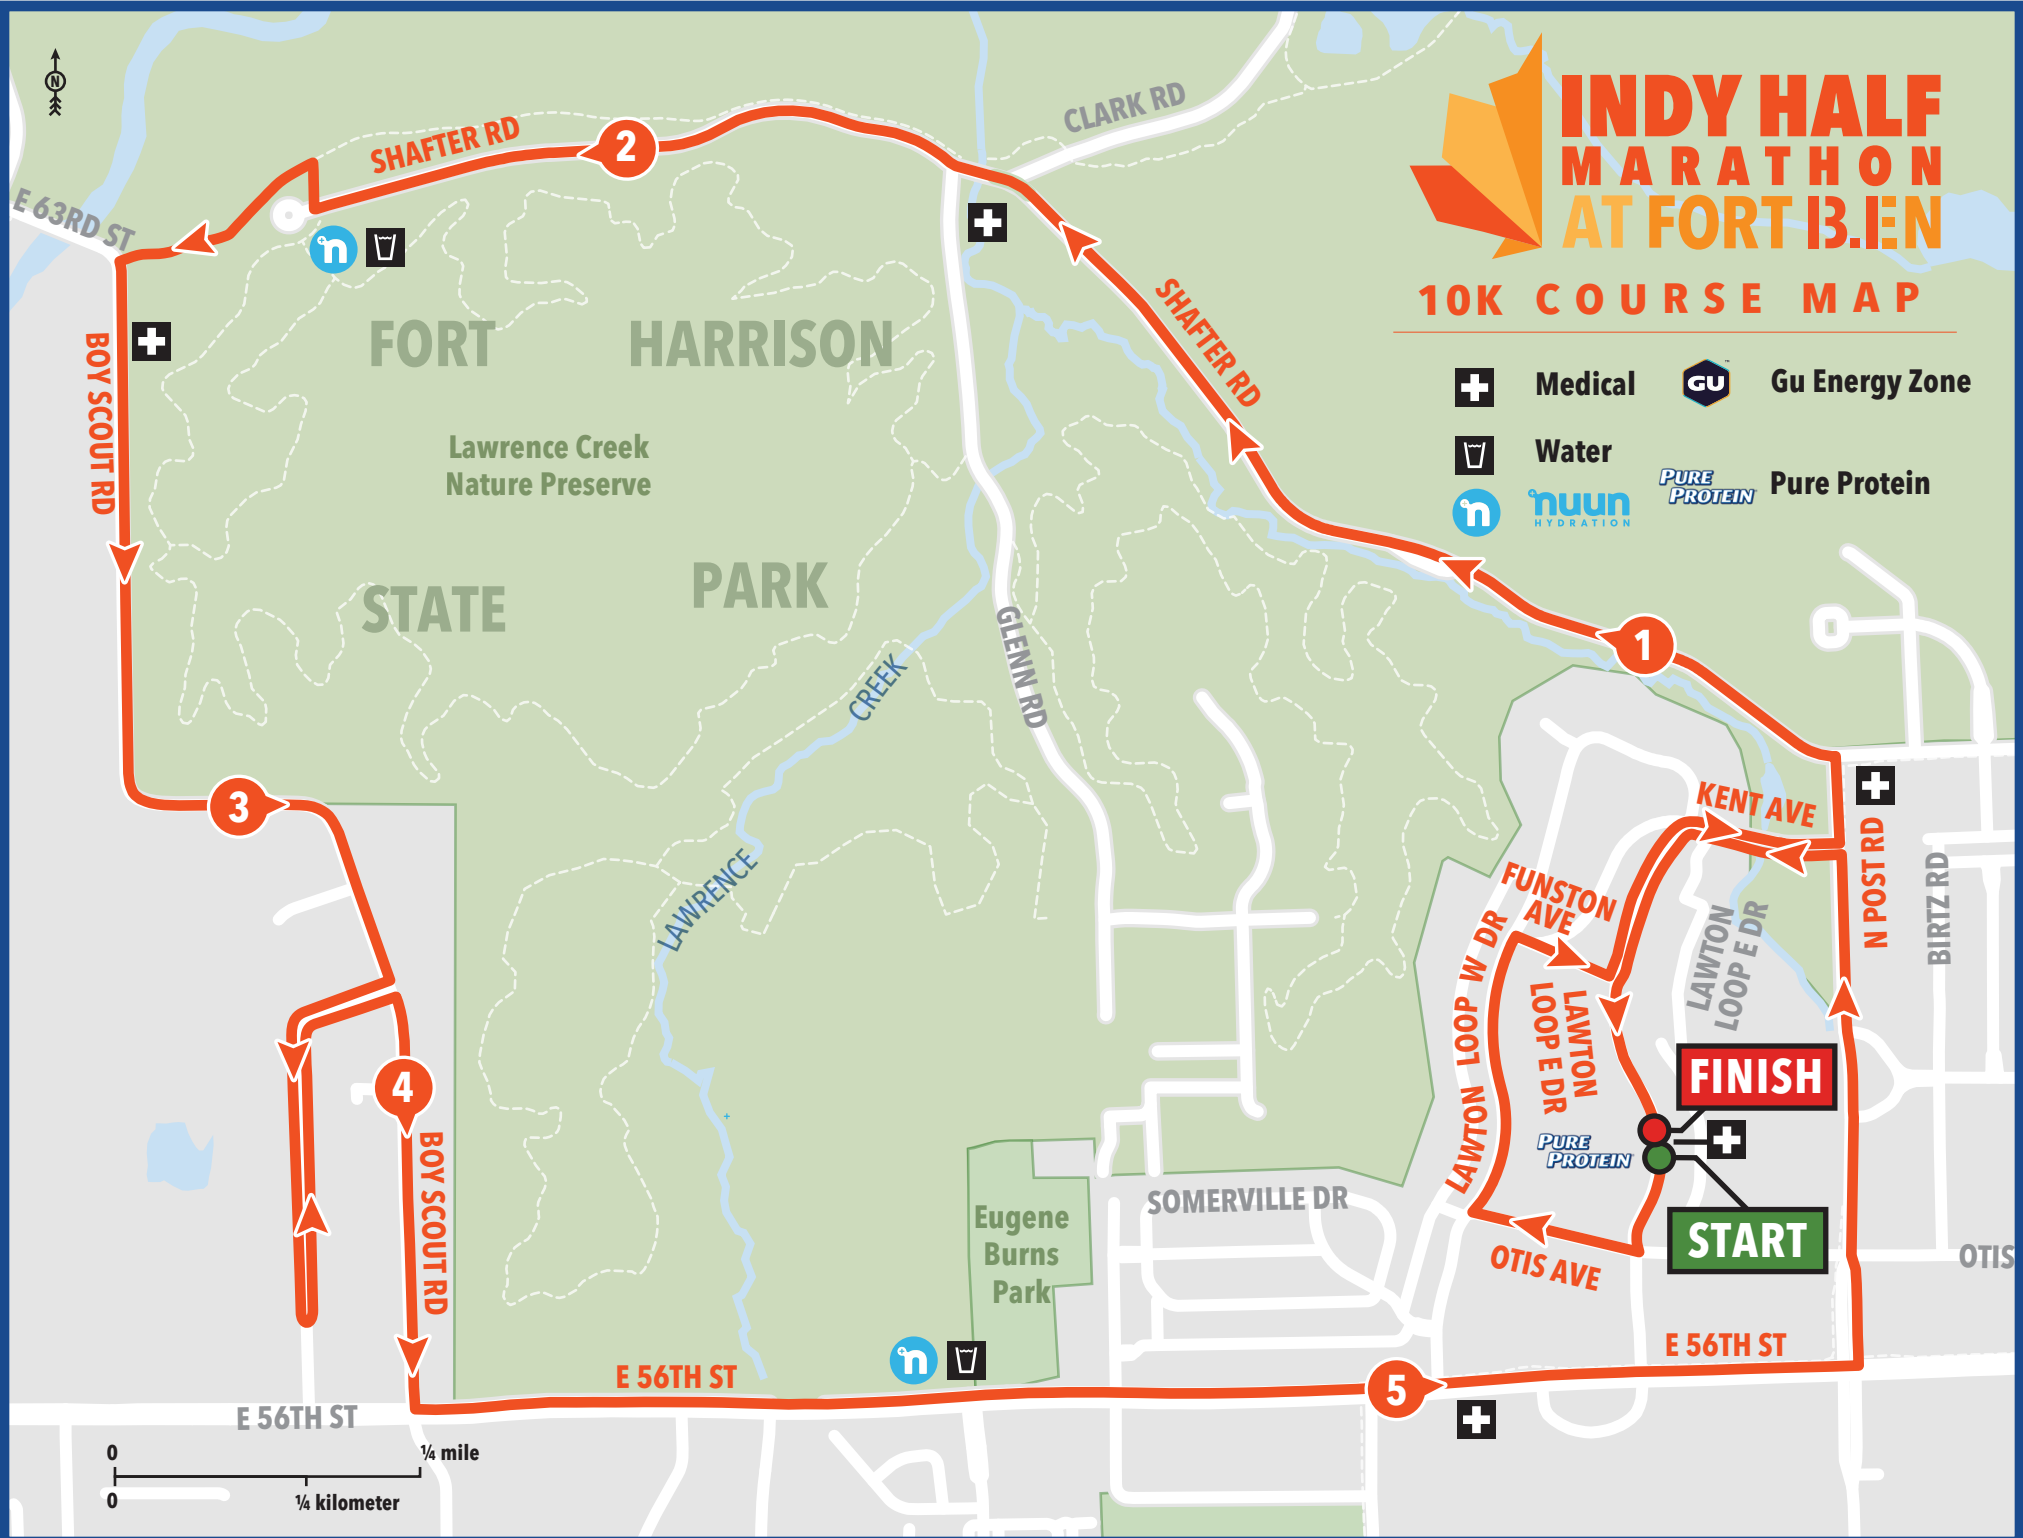 N
INDY HALF
MARATHON
AT FORT B.EN
10K COURSE MAP
Medical
GU
Gu Energy Zone
Water
n
nuun
HYDRATION
PURE
PROTEIN
Pure Protein
CLARK RD
SHAFTER RD
2
E 63RD ST
n
SHAFTER RD
FORT HARRISON
BOY SCOUT RD
Lawrence Creek
Nature Preserve
STATE PARK
GLENN RD
1
CREEK
LAWRENCE
3
KENT AVE
N POST RD
BIRTZ RD
FUNSTON
AVE
LAWTON LOOP W DR
LAWTON
LOOP E DR
LAWTON
LOOP E DR
FINISH
4
PURE
PROTEIN
BOY SCOUT RD
SOMERVILLE DR
Eugene
Burns
Park
START
OTIS AVE
OTIS
E 56TH ST
n
E 56TH ST
5
E 56TH ST
0
¼ mile
0
¼ kilometer